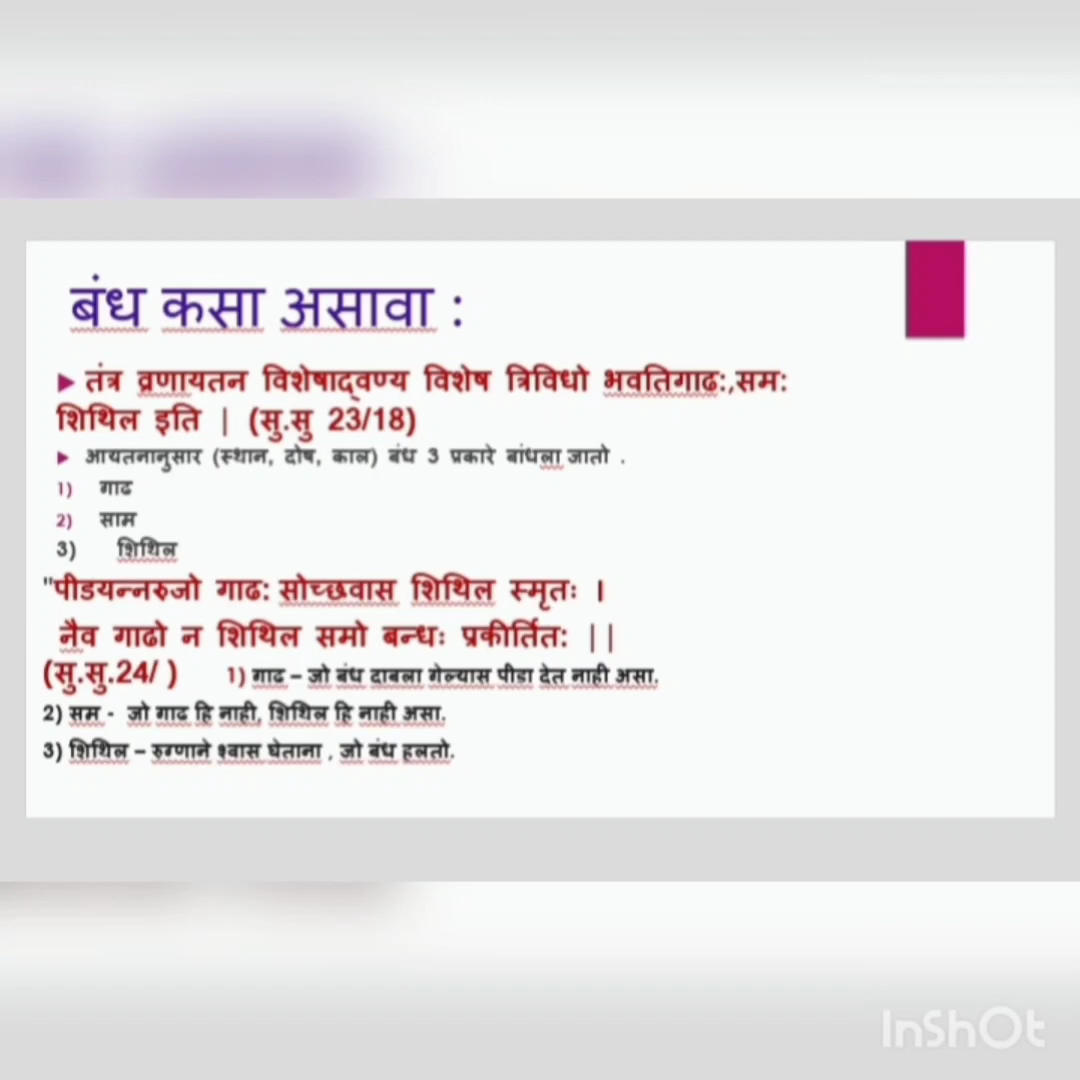 बंध कसा असावा :
तंत्र व्रणायतन विशेषाद्वण्य विशेष त्रिविधो भवतिगाढः,समः
शिथिल इति | (सु.सु 23/18)
आयतनानुसार (स्थान, दोष, काल) बंध 3 प्रकारे बांधला जातो .
1) गाढ
2) साम
3) शिथिल
"पीडयन्नरुजो गाढः सोच्छवास शिथिल स्मृतः ।
नैव गाढो न शिथिल समो बन्धः प्रकीर्तितः ||
(सु.सु.24/ ) 1) गाढ – जो बंध दाबला गेल्यास पीडा देत नाही असा.
2) सम - जो गाढ हि नाही, शिथिल हि नाही असा.
3) शिथिल – रुग्णाने श्वास घेताना , जो बंध हलतो.
InShOt